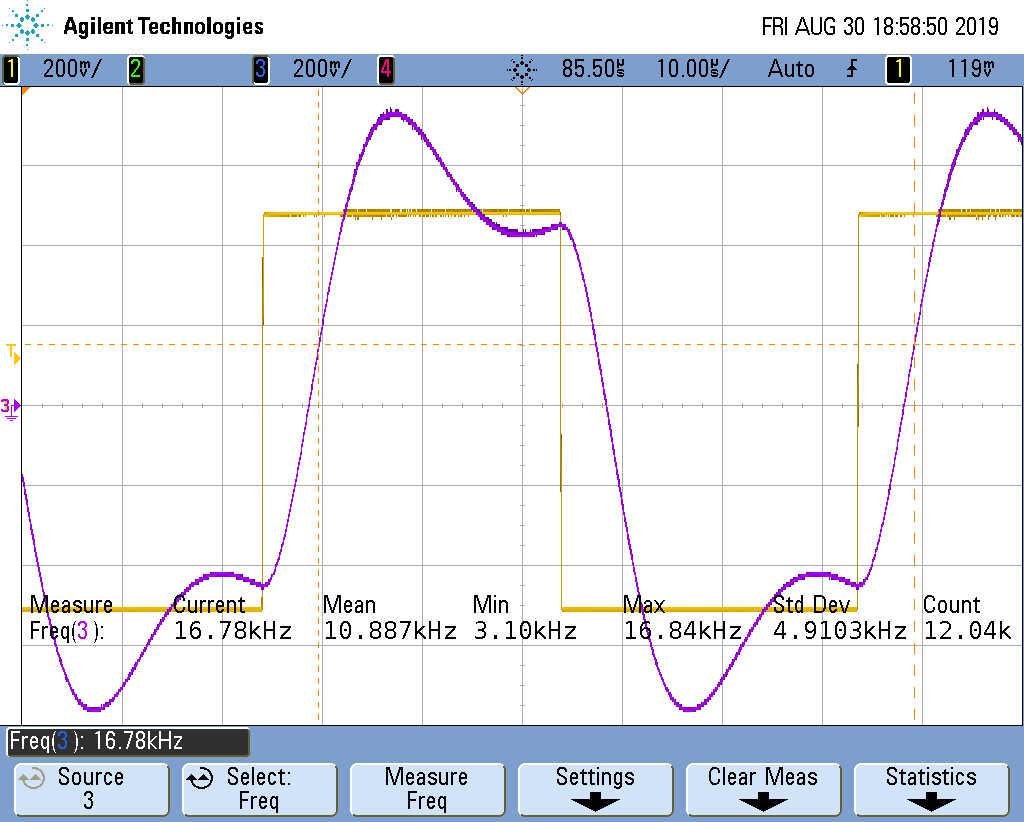 Agilent Technologies
FRI AUG 30 18:58:50 2019
1 200mV/ 2 3 200mV/ 4 85.50µs 10.00µs/ Auto 1 119mV
T
3
Measure Current Mean Min Max Std Dev Count
Freq(3): 16.78kHz 10.887kHz 3.10kHz 16.84kHz 4.9103kHz 12.04k
Freq(3): 16.78kHz
Source
3
Select:
Freq
Measure
Freq
Settings
Clear Meas
Statistics